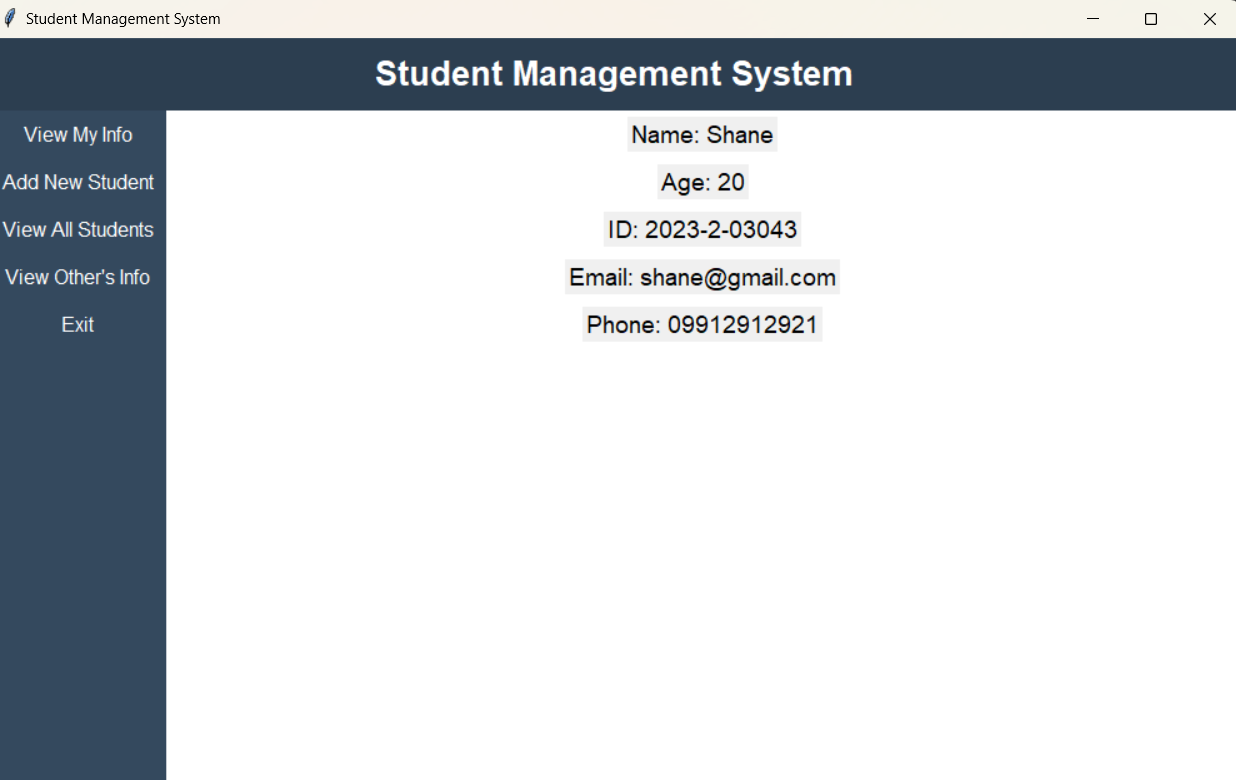 Student Management System
Student Management System
View My Info
Add New Student
View All Students
View Other's Info
Exit
Name: Shane
Age: 20
ID: 2023-2-03043
Email: shane@gmail.com
Phone: 09912912921